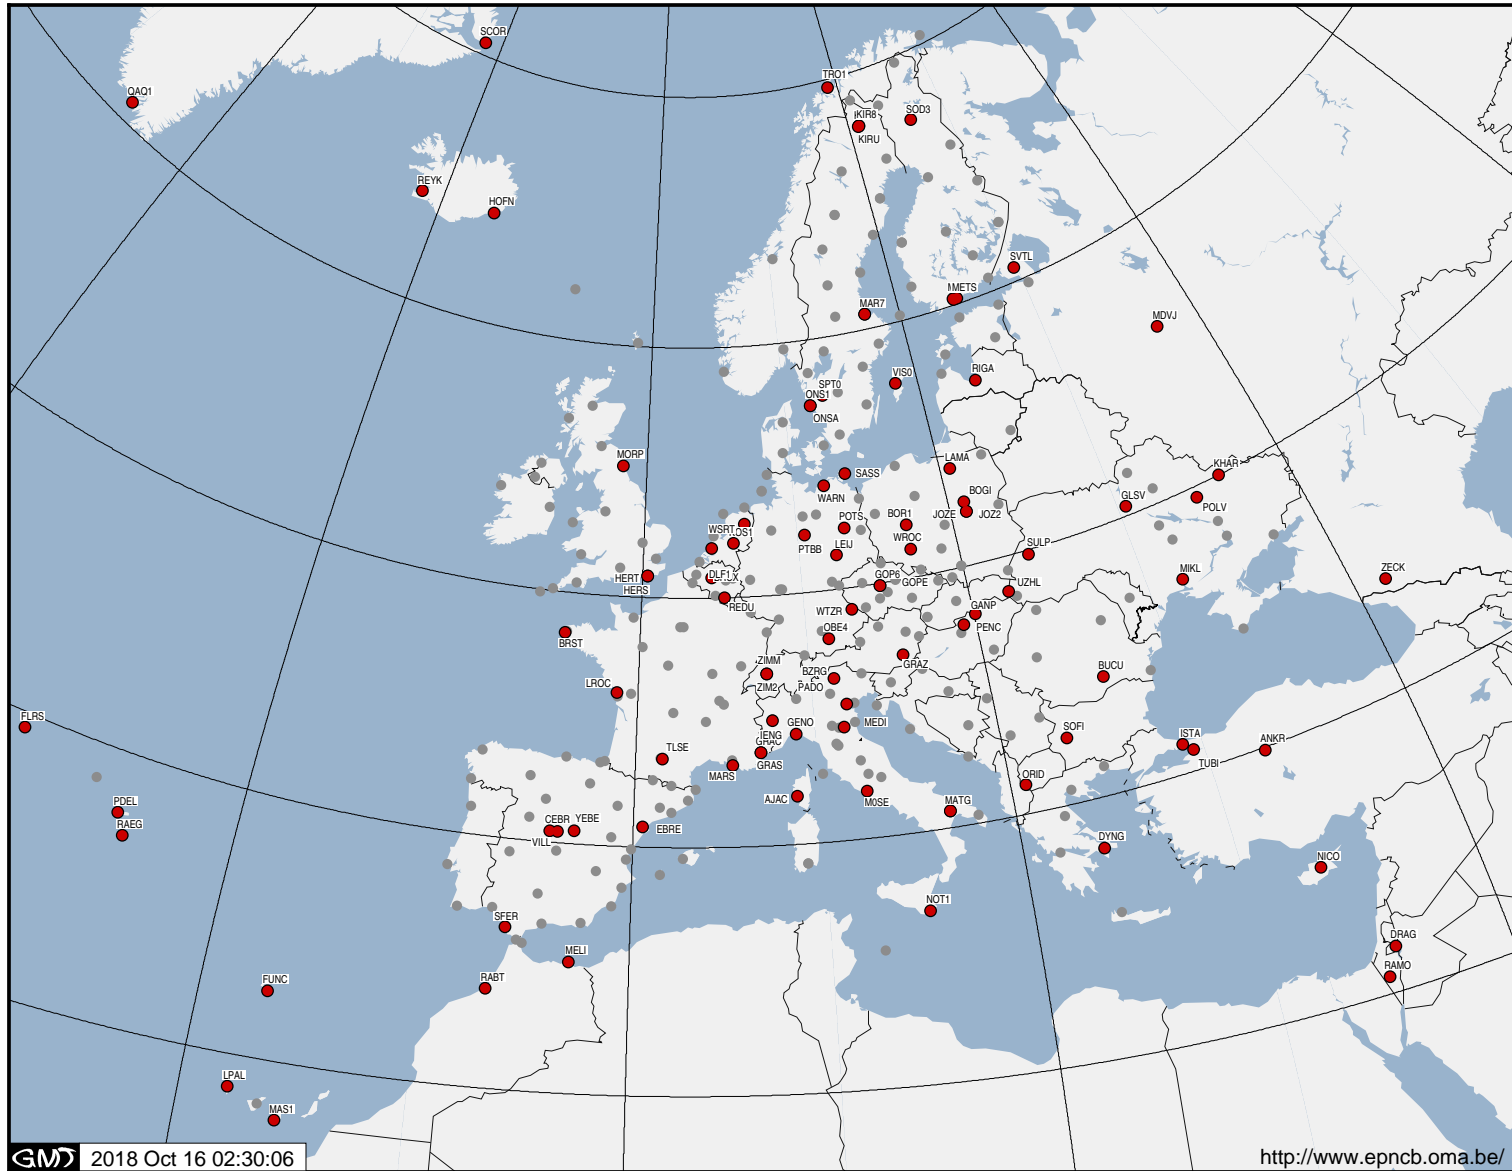 SCOR
QAQ1
TRO1
KIR8
SOD3
KIRU
REYK
HOFN
SVTL
METS
MAR7
MDVJ
RIGA
VIS0
SPT0
ONS1
ONSA
MORP
LAMA
KHAR
SASS
WARN
BOGI
GLSV
POLV
JOZE
JOZ2
POTS
BOR1
WSRT
PTBB
LEIJ
WROC
SULP
HERT
HERS
DLF1
REDU
GOP6
GOPE
UZHL
MIKL
ZECK
WTZR
GANP
PENC
BRST
OBE4
GRAZ
ZIMM
ZIM2
BZRG
PADO
BUCU
LROC
FLRS
GENO
MEDI
IENG
SOFI
ISTA
TUBI
ANKR
TLSE
GRAC
GRAS
MARS
ORID
AJAC
M0SE
MATG
PDEL
RAEG
CEBR
YEBE
VILL
EBRE
DYNG
NICO
NOT1
SFER
DRAG
MELI
RAMO
RABT
FUNC
LPAL
MAS1
GMT 2018 Oct 16 02:30:06
http://www.epncb.oma.be/